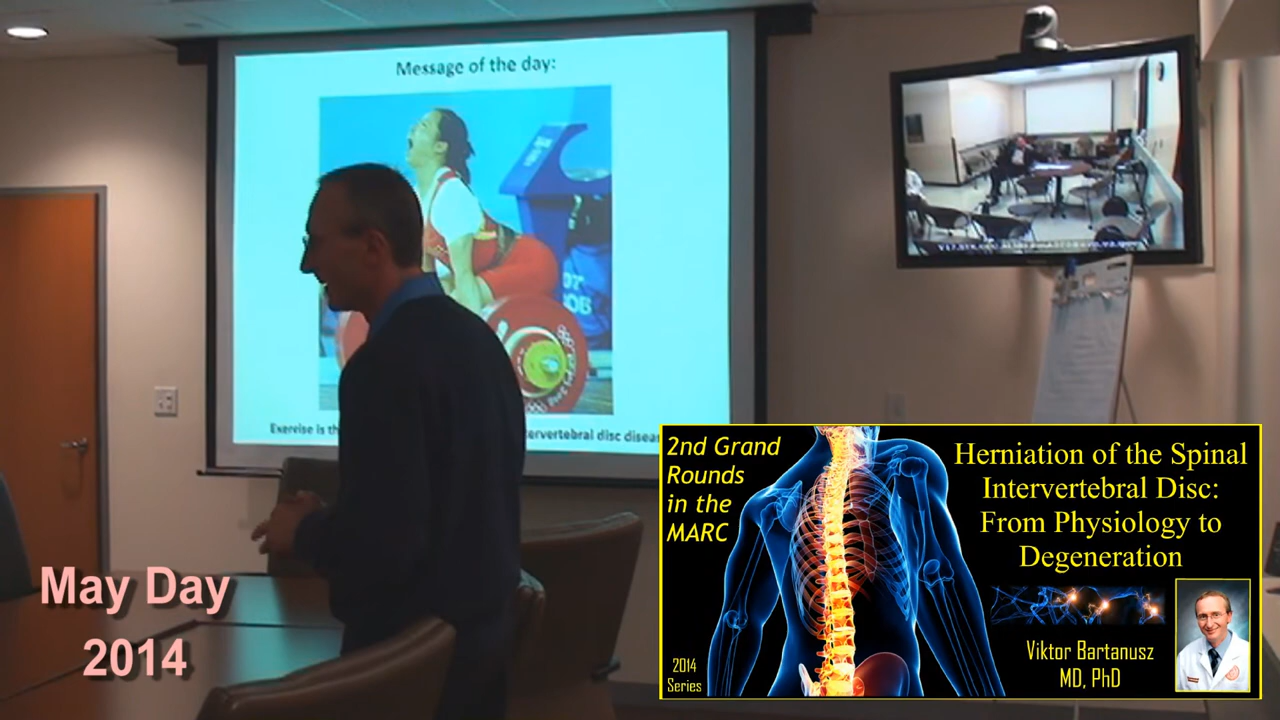 Message of the day:
Exercise is th
tervertebral disc diseas
May Day
2014
2nd Grand
Rounds
in the
MARC
Herniation of the Spinal
Intervertebral Disc:
From Physiology to
Degeneration
Viktor Bartanusz
MD, PhD
2014
Series